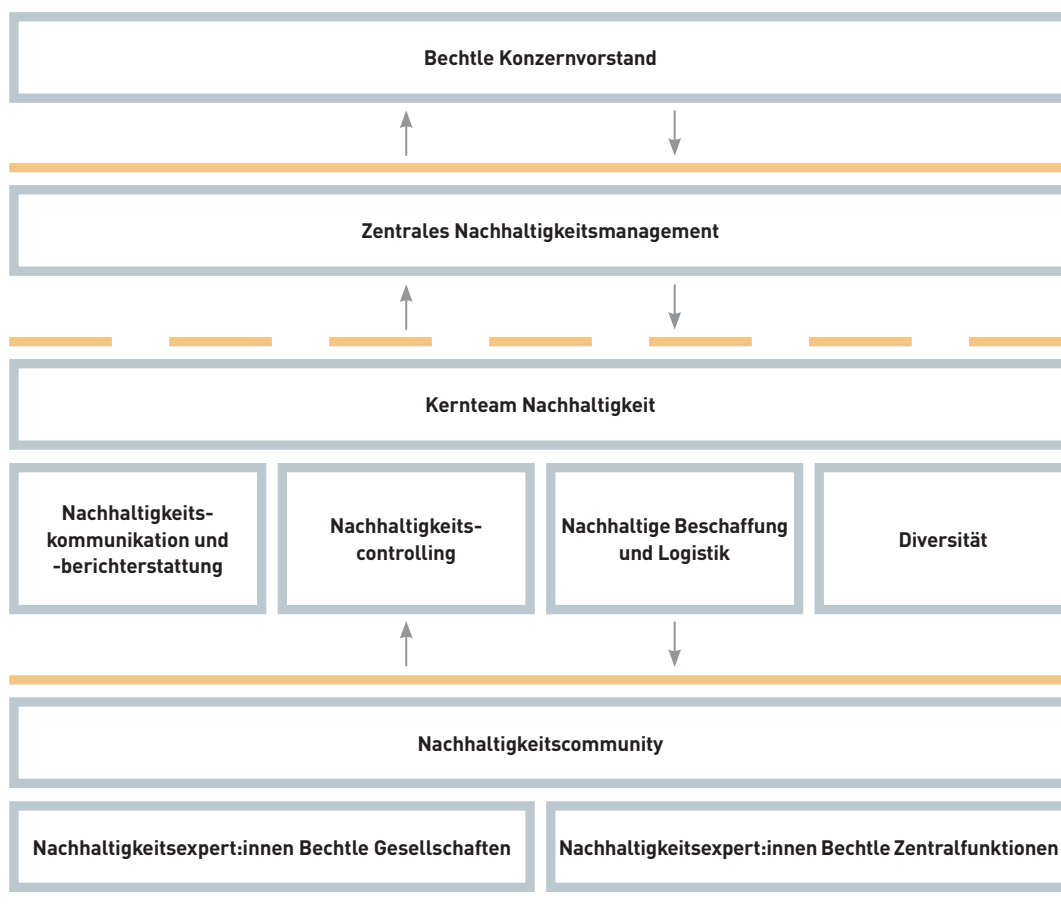 Bechtle Konzernvorstand
Zentrales Nachhaltigkeitsmanagement
Kernteam Nachhaltigkeit
Nachhaltigkeits-
kommunikation und
-berichterstattung
Nachhaltigkeits-
controlling
Nachhaltige Beschaffung
und Logistik
Diversität
Nachhaltigkeitscommunity
Nachhaltigkeitsexpert:innen Bechtle Gesellschaften
Nachhaltigkeitsexpert:innen Bechtle Zentralfunktionen